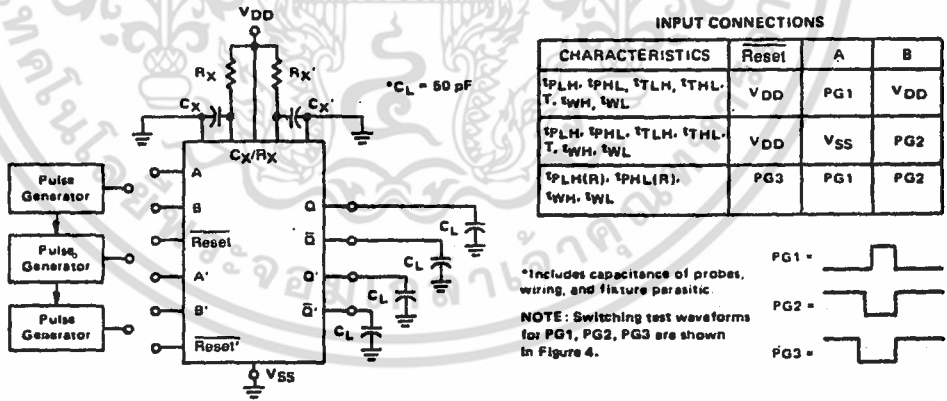 VDD
RX
RX'
*CL = 50 pF
CX
CX'
CX/RX
Pulse Generator
Pulse Generator
Pulse Generator
A
B
Reset
A'
B'
Reset'
Q
Q
Q'
Q'
CL
CL
CL
CL
VSS
INPUT CONNECTIONS
CHARACTERISTICS Reset A B
tPLH, tPHL, tTLH, tTHL, VDD PG1 VDD
T, tWH, tWL
tPLH, tPHL, tTLH, tTHL, VDD VSS PG2
T, tWH, tWL
tPLH(R), tPHL(R), PG3 PG1 PG2
tWH, tWL
*Includes capacitance of probes,
wiring, and fixture parasitic.
NOTE: Switching test waveforms
for PG1, PG2, PG3 are shown
in Figure 4.
PG1 =
PG2 =
PG3 =